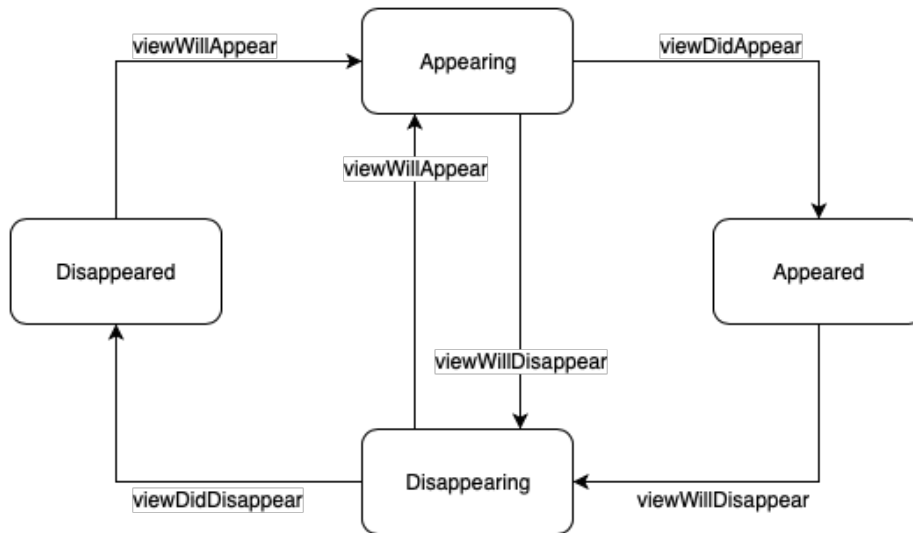 viewWillAppear
Appearing
viewDidAppear
viewWillAppear
Disappeared
Appeared
viewWillDisappear
Disappearing
viewDidDisappear
viewWillDisappear